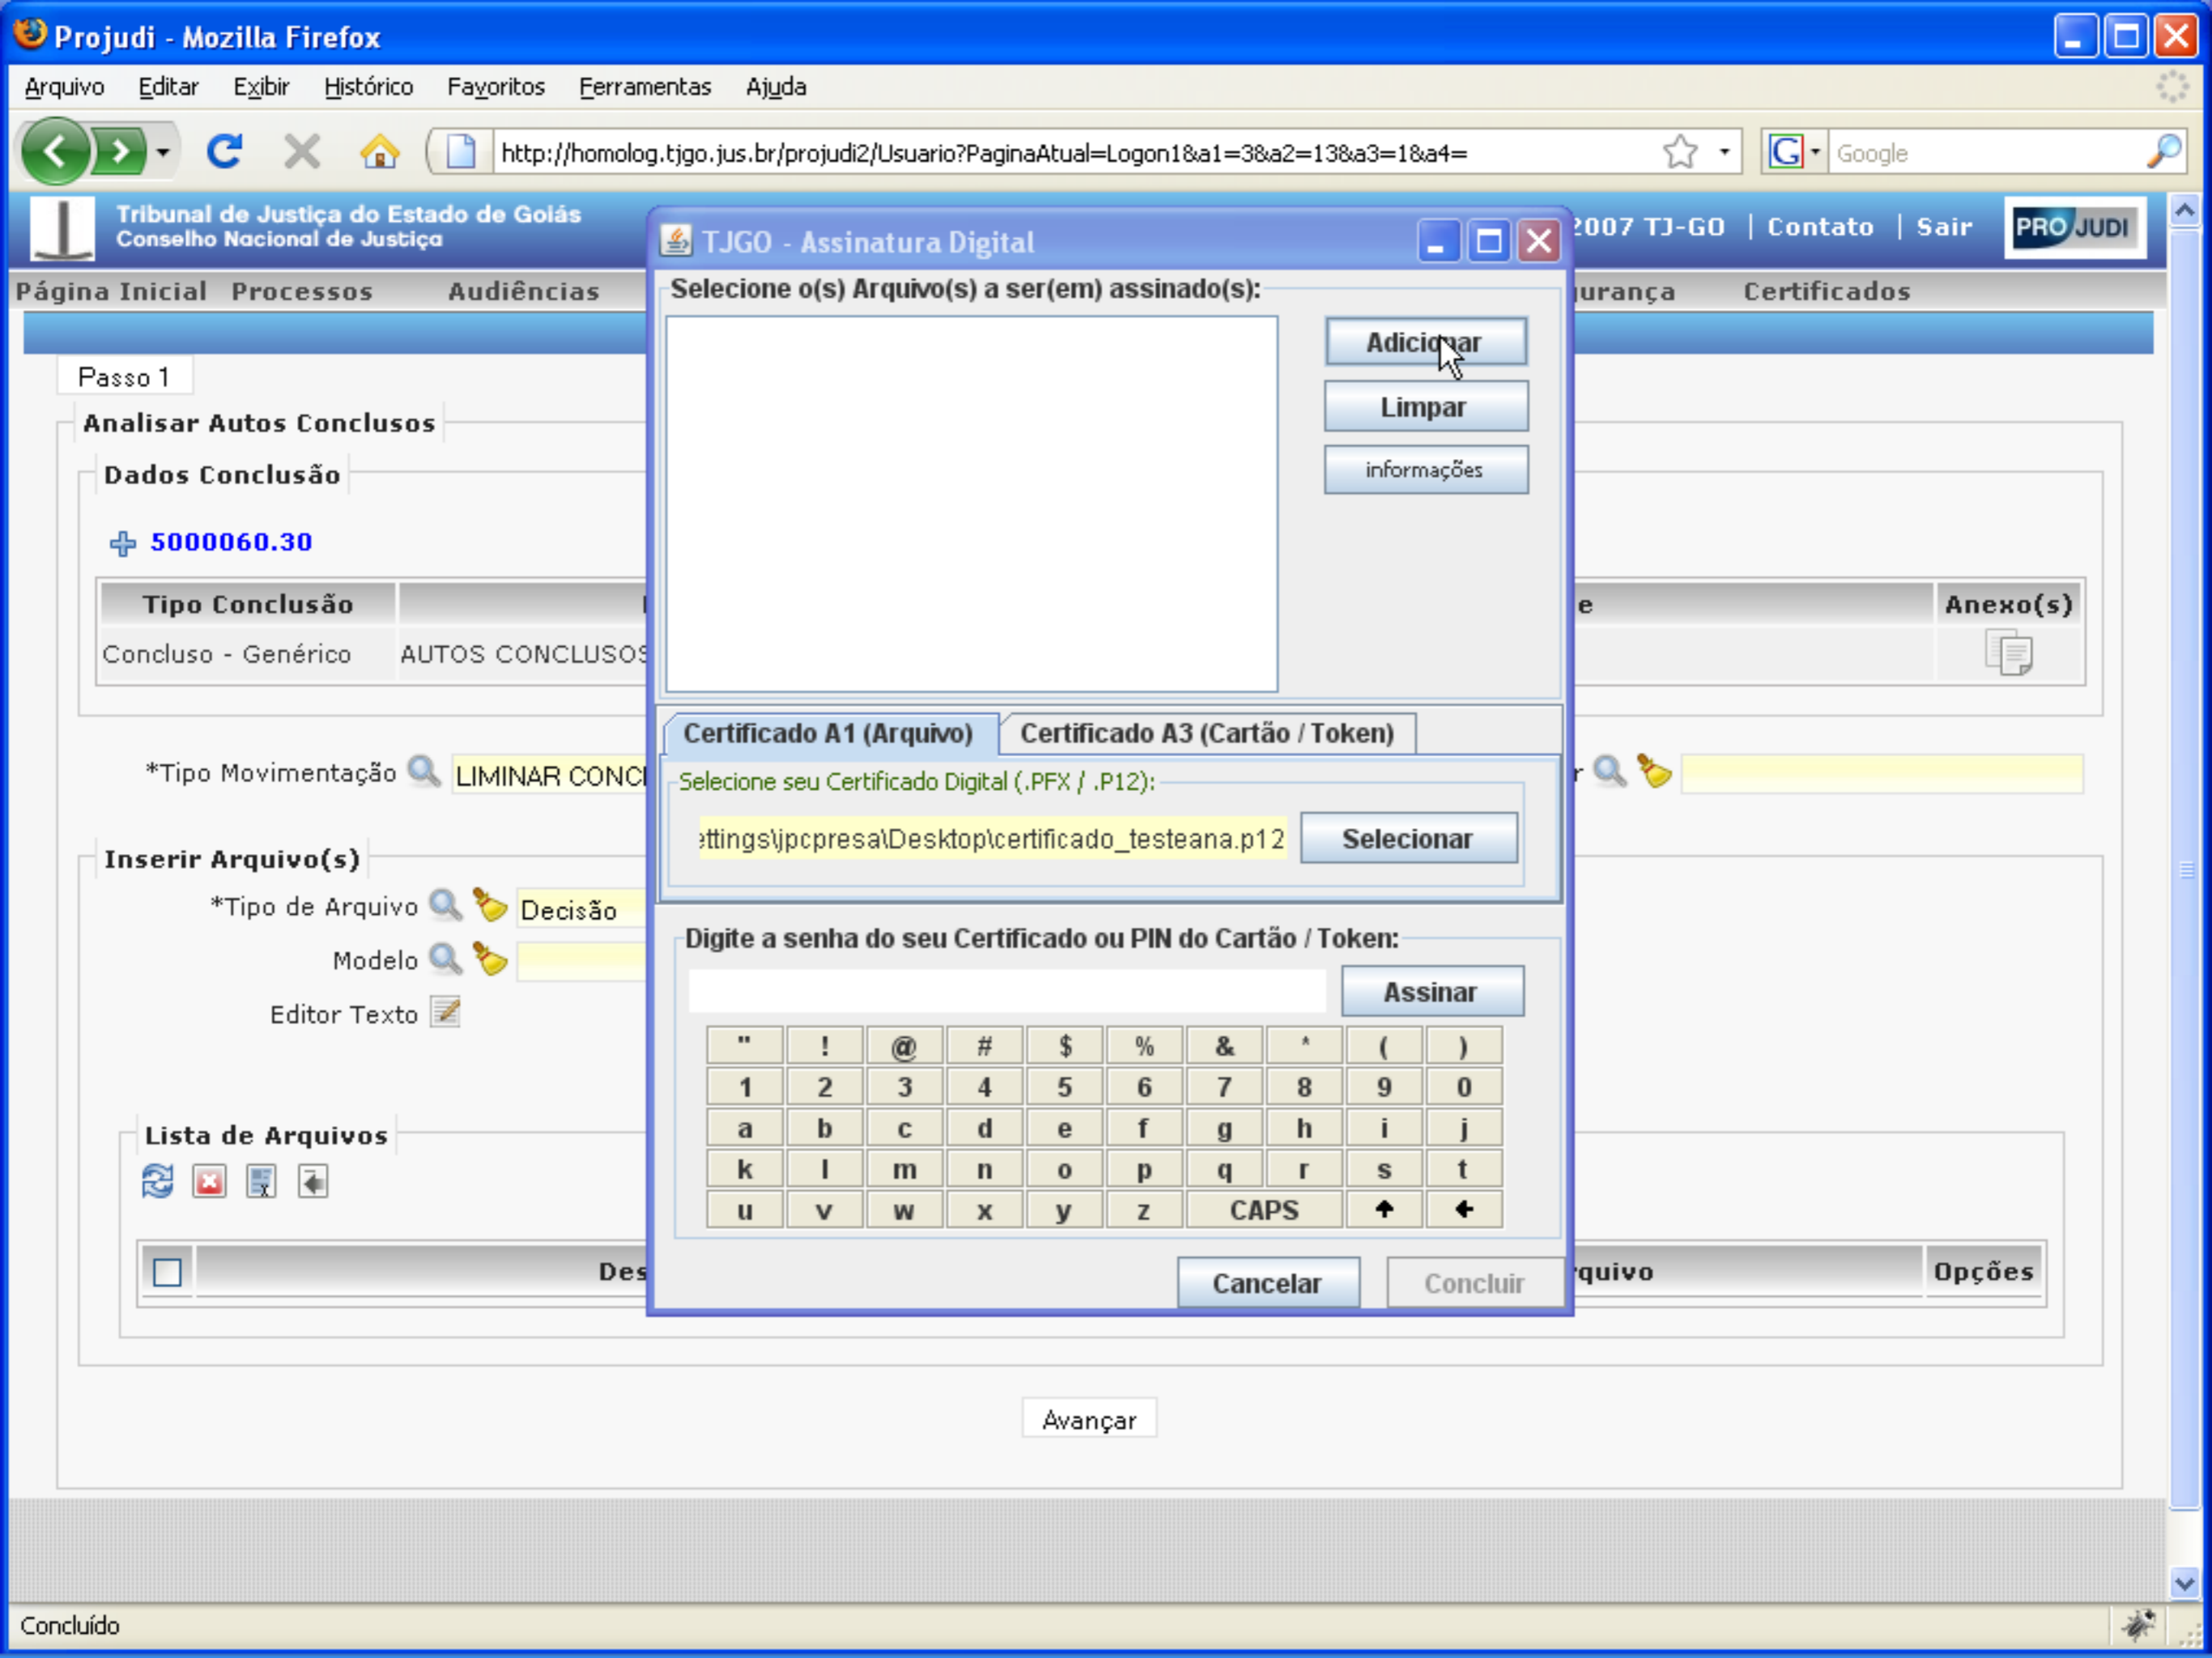 Projudi - Mozilla Firefox
Arquivo Editar Exibir Histórico Favoritos Ferramentas Ajuda
http://homolog.tjgo.jus.br/projudi2/Usuario?PaginaAtual=Logon1&a1=3&a2=13&a3=1&a4=
G Google
Tribunal de Justiça do Estado de Goiás
Conselho Nacional de Justiça
2007 TJ-GO | Contato | Sair
PROJUDI
Página Inicial Processos Audiências urança Certificados
Passo 1
Analisar Autos Conclusos
Dados Conclusão
5000060.30
Tipo Conclusão e Anexo(s)
Concluso - Genérico AUTOS CONCLUSOS
*Tipo Movimentação LIMINAR CONC r
Inserir Arquivo(s)
*Tipo de Arquivo Decisão
Modelo
Editor Texto
Lista de Arquivos
Des quivo Opções
Avançar
Concluído
TJGO - Assinatura Digital
Selecione o(s) Arquivo(s) a ser(em) assinado(s):
Adicionar
Limpar
informações
Certificado A1 (Arquivo) Certificado A3 (Cartão / Token)
Selecione seu Certificado Digital (.PFX / .P12):
ettings\jpcpresa\Desktop\certificado_testeana.p12 Selecionar
Digite a senha do seu Certificado ou PIN do Cartão / Token:
Assinar
" ! @ # $ % & * ( )
1 2 3 4 5 6 7 8 9 0
a b c d e f g h i j
k l m n o p q r s t
u v w x y z CAPS
Cancelar Concluir